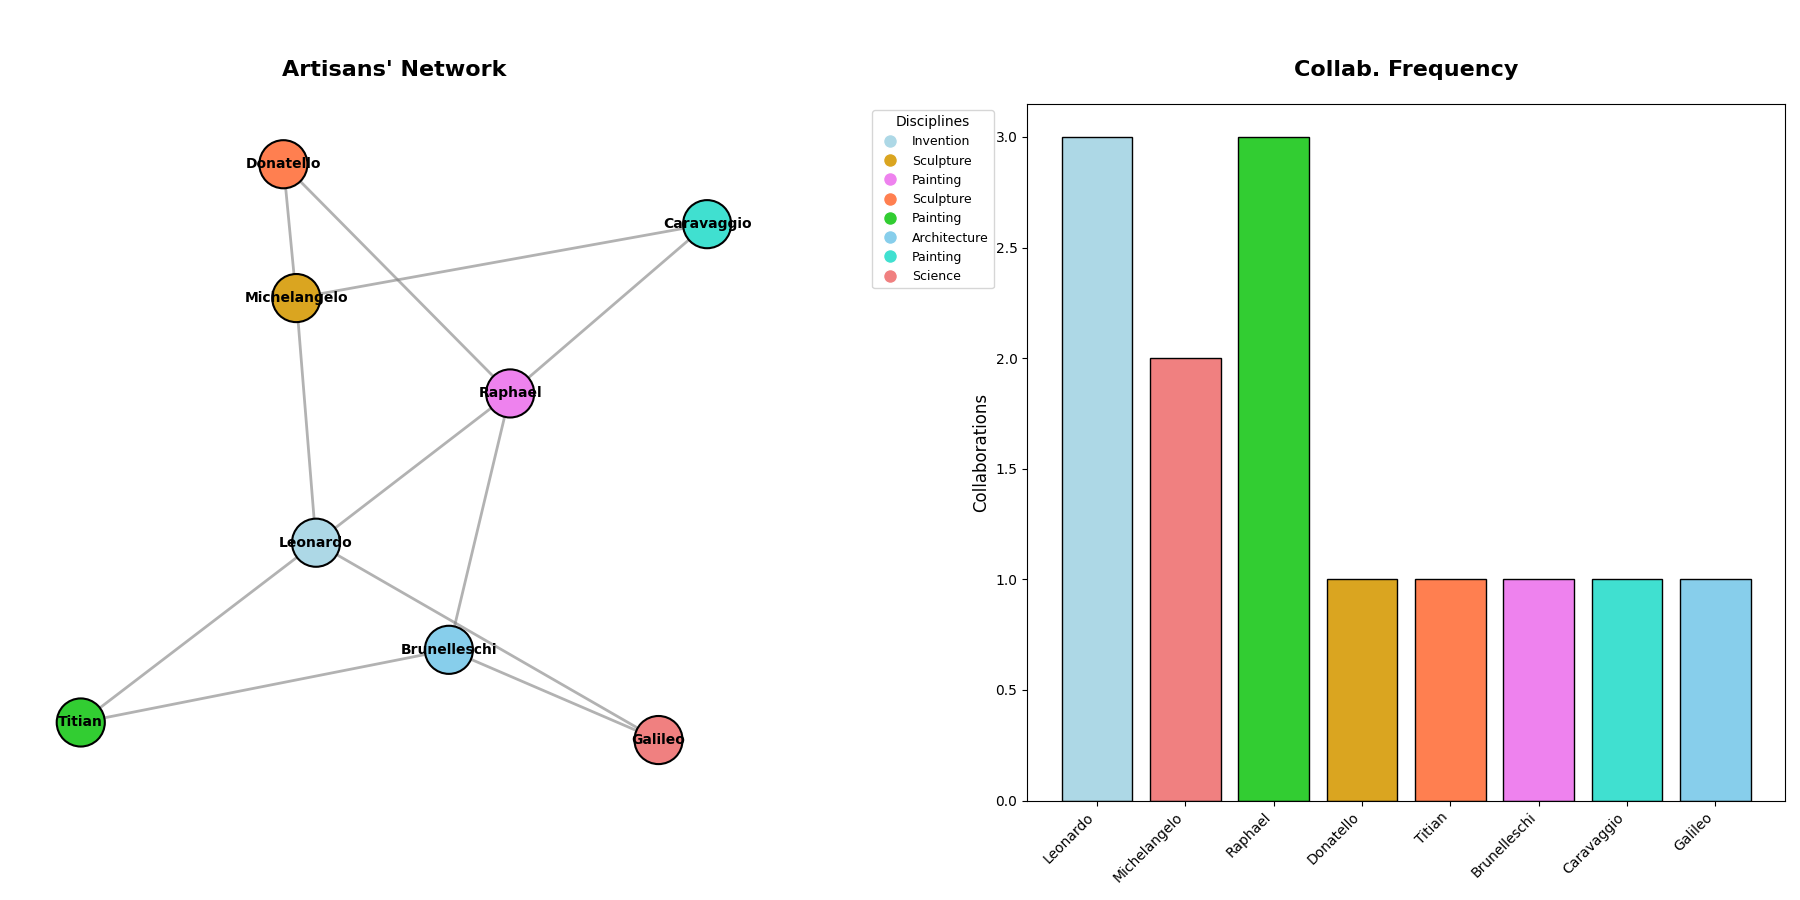 Artisans' Network
Donatello
Caravaggio
Michelangelo
Raphael
Leonardo
Brunelleschi
Titian
Galileo
Disciplines
Invention
Sculpture
Painting
Sculpture
Painting
Architecture
Painting
Science
Collab. Frequency
Collaborations
3.0
2.5
2.0
1.5
1.0
0.5
0.0
Leonardo
Michelangelo
Raphael
Donatello
Titian
Brunelleschi
Caravaggio
Galileo